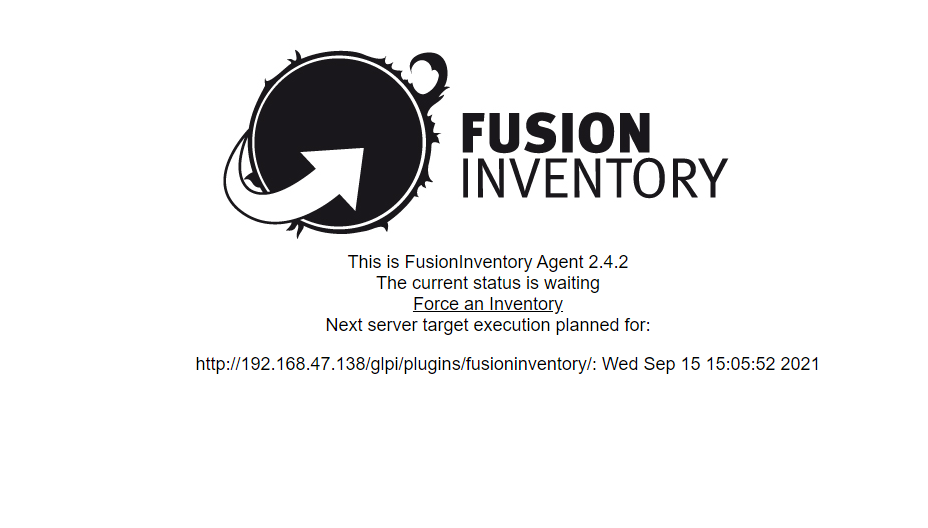 FUSION
INVENTORY
This is FusionInventory Agent 2.4.2
The current status is waiting
Force an Inventory
Next server target execution planned for:
http://192.168.47.138/glpi/plugins/fusioninventory/: Wed Sep 15 15:05:52 2021